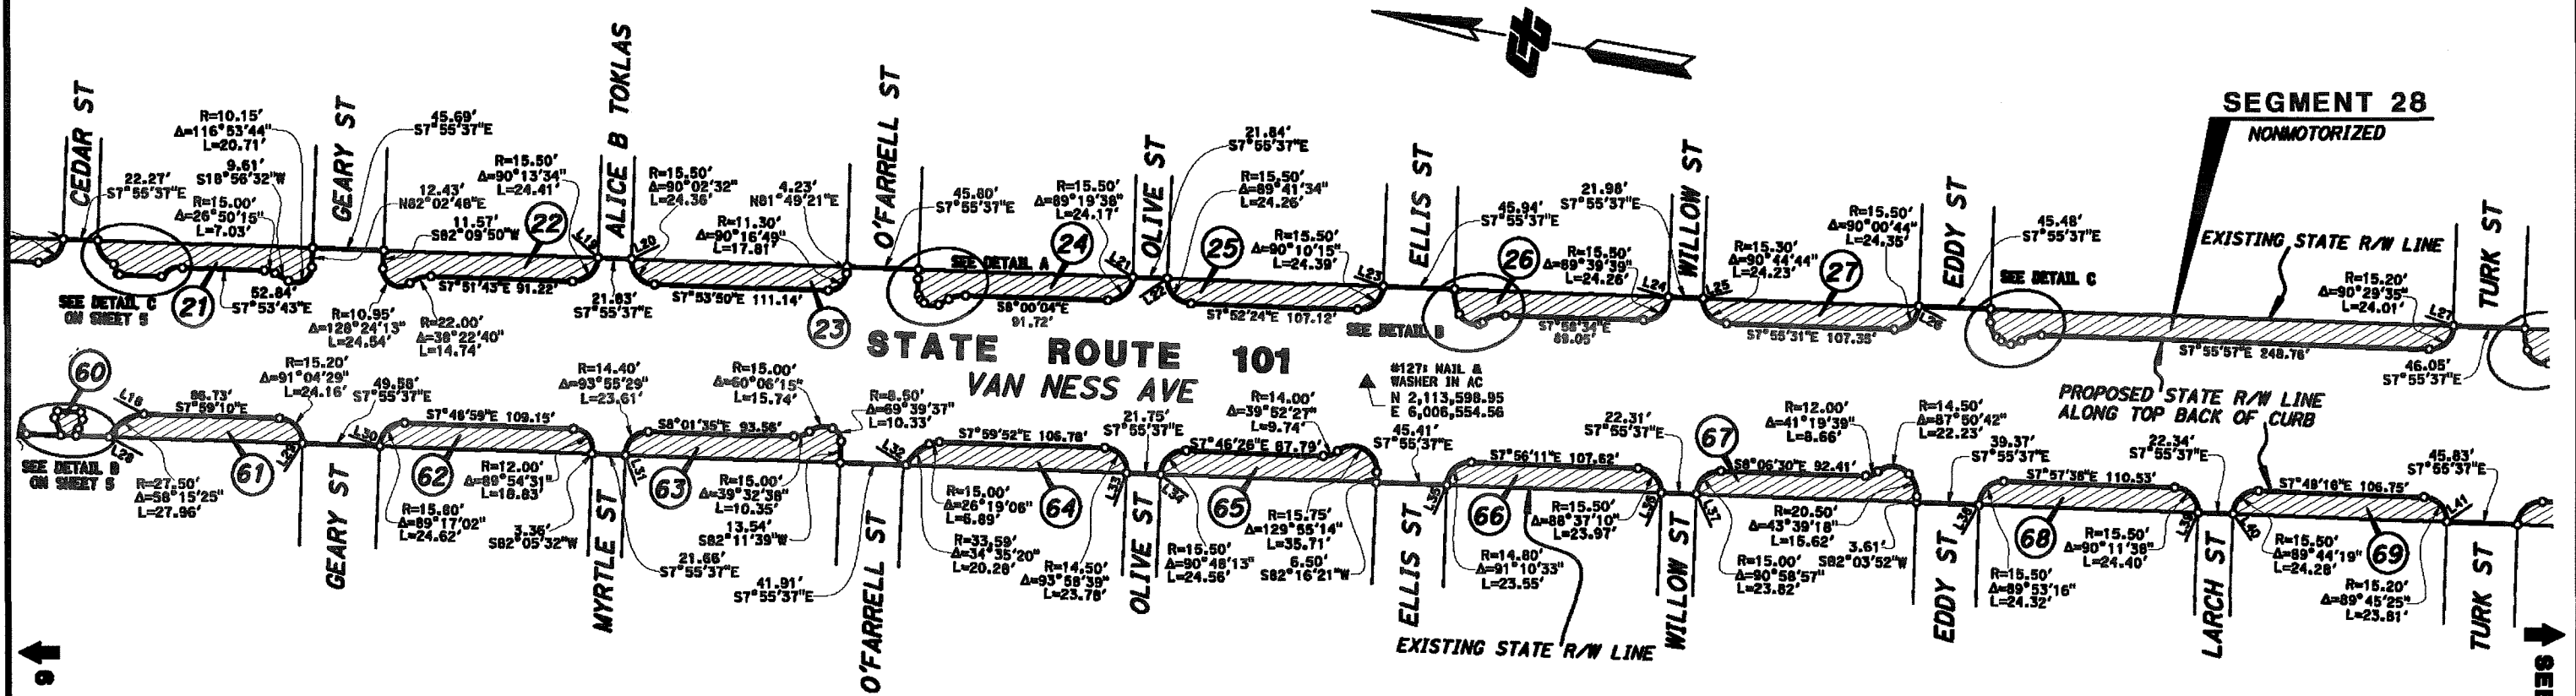 SEGMENT 28
NONMOTORIZED
CEDAR ST
GEARY ST
ALICE B TOKLAS
O'FARRELL ST
OLIVE ST
ELLIS ST
WILLOW ST
EDDY ST
TURK ST
22.27'
S7°55'37"E
R=10.15'
Δ=116°53'44"
L=20.71'
9.61'
S18°56'32"W
R=15.00'
Δ=26°50'15"
L=7.03'
45.69'
S7°55'37"E
12.43'
N82°02'48"E
11.57'
S82°09'50"W
R=15.50'
Δ=90°13'34"
L=24.41'
22
L19
L20
R=15.50'
Δ=90°02'32"
L=24.36'
4.23'
N81°49'21"E
R=11.30'
Δ=90°16'49"
L=17.81'
45.80'
S7°55'37"E
R=15.50'
Δ=89°19'38"
L=24.17'
24
L21
L22
21.84'
S7°55'37"E
R=15.50'
Δ=89°41'34"
L=24.26'
25
R=15.50'
Δ=90°10'15"
L=24.39'
L23
45.94'
S7°55'37"E
26
21.98'
S7°55'37"E
R=15.50'
Δ=89°39'39"
L=24.26'
L24
L25
R=15.30'
Δ=90°44'44"
L=24.23'
27
R=15.50'
Δ=90°00'44"
L=24.35'
L26
45.48'
S7°55'37"E
EXISTING STATE R/W LINE
R=15.20'
Δ=90°29'35"
L=24.01'
L27
SEE DETAIL C
ON SHEET 5
21
52.84'
S7°53'43"E
R=10.95'
Δ=128°24'13"
L=24.54'
S7°51'43"E 91.22'
R=22.00'
Δ=38°22'40"
L=14.74'
21.63'
S7°55'37"E
S7°53'50"E 111.14'
23
SEE DETAIL A
S8°00'04"E
91.72'
S7°52'24"E 107.12'
SEE DETAIL B
S7°58'34"E
89.05'
S7°55'31"E 107.35'
SEE DETAIL C
S7°55'57"E 248.76'
46.05'
S7°55'37"E
STATE ROUTE 101
VAN NESS AVE
#127: NAIL &
WASHER IN AC
N 2,113,598.95
E 6,006,554.56
PROPOSED STATE R/W LINE
ALONG TOP BACK OF CURB
60
SEE DETAIL B
ON SHEET 5
L28
86.73'
S7°59'10"E
R=15.20'
Δ=91°04'29"
L=24.16'
R=27.50'
Δ=58°15'25"
L=27.96'
61
L29
49.58'
S7°55'37"E
L30
S7°48'59"E 109.15'
R=15.80'
Δ=89°17'02"
L=24.62'
62
R=12.00'
Δ=89°54'31"
L=18.83'
3.36'
S82°05'32"W
R=14.40'
Δ=93°55'29"
L=23.61'
L31
21.66'
S7°55'37"E
S8°01'35"E 93.56'
63
R=15.00'
Δ=60°06'15"
L=15.74'
R=8.50'
Δ=69°39'37"
L=10.33'
R=15.00'
Δ=39°32'38"
L=10.35'
13.54'
S82°11'39"W
41.91'
S7°55'37"E
L32
S7°59'52"E 106.78'
R=15.00'
Δ=26°19'06"
L=6.89'
R=33.59'
Δ=34°35'20"
L=20.28'
64
R=14.50'
Δ=93°58'39"
L=23.78'
L33
21.75'
S7°55'37"E
L34
S7°46'26"E 87.79'
R=15.50'
Δ=90°48'13"
L=24.56'
65
R=14.00'
Δ=39°52'27"
L=9.74'
R=15.75'
Δ=129°55'14"
L=35.71'
6.50'
S82°16'21"W
45.41'
S7°55'37"E
L35
S7°56'11"E 107.62'
R=14.80'
Δ=91°10'33"
L=23.55'
66
R=15.50'
Δ=88°37'10"
L=23.97'
L36
22.31'
S7°55'37"E
L37
67
S8°06'30"E 92.41'
R=15.00'
Δ=90°58'57"
L=23.82'
R=12.00'
Δ=41°19'39"
L=8.66'
R=20.50'
Δ=43°39'18"
L=15.62'
R=14.50'
Δ=87°50'42"
L=22.23'
3.61'
S82°03'52"W
39.37'
S7°55'37"E
L38
S7°57'38"E 110.53'
R=15.50'
Δ=89°53'16"
L=24.32'
68
R=15.50'
Δ=90°11'38"
L=24.40'
L39
22.34'
S7°55'37"E
L40
S7°48'16"E 106.75'
R=15.50'
Δ=89°44'19"
L=24.28'
69
R=15.20'
Δ=89°45'25"
L=23.81'
L41
45.83'
S7°55'37"E
GEARY ST
MYRTLE ST
O'FARRELL ST
OLIVE ST
ELLIS ST
WILLOW ST
EDDY ST
LARCH ST
TURK ST
EXISTING STATE R/W LINE